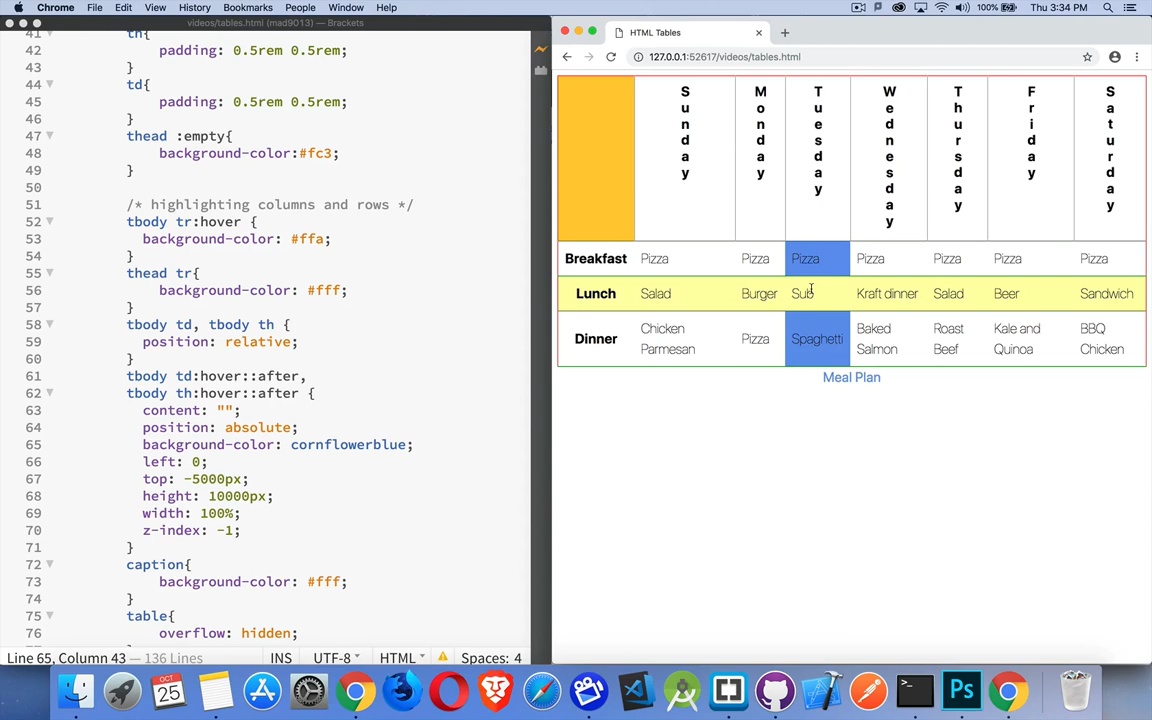 Chrome File Edit View History Bookmarks People Window Help 100% Thu 3:34 PM
videos/tables.html (mad9013) — Brackets
41 th{
42 padding: 0.5rem 0.5rem;
43 }
44 td{
45 padding: 0.5rem 0.5rem;
46 }
47 thead :empty{
48 background-color:#fc3;
49 }
50
51 /* highlighting columns and rows */
52 tbody tr:hover {
53 background-color: #ffa;
54 }
55 thead tr{
56 background-color: #fff;
57 }
58 tbody td, tbody th {
59 position: relative;
60 }
61 tbody td:hover::after,
62 tbody th:hover::after {
63 content: "";
64 position: absolute;
65 background-color: cornflowerblue;
66 left: 0;
67 top: -5000px;
68 height: 10000px;
69 width: 100%;
70 z-index: -1;
71 }
72 caption{
73 background-color: #fff;
74 }
75 table{
76 overflow: hidden;
Line 65, Column 43 — 136 Lines INS UTF-8 HTML Spaces: 4
HTML Tables
127.0.0.1:52617/videos/tables.html
Sunday Monday Tuesday Wednesday Thursday Friday Saturday
Breakfast Pizza Pizza Pizza Pizza Pizza Pizza Pizza
Lunch Salad Burger Sub Kraft dinner Salad Beer Sandwich
Dinner Chicken Parmesan Pizza Spaghetti Baked Salmon Roast Beef Kale and Quinoa BBQ Chicken
Meal Plan
OCT
25
Ps